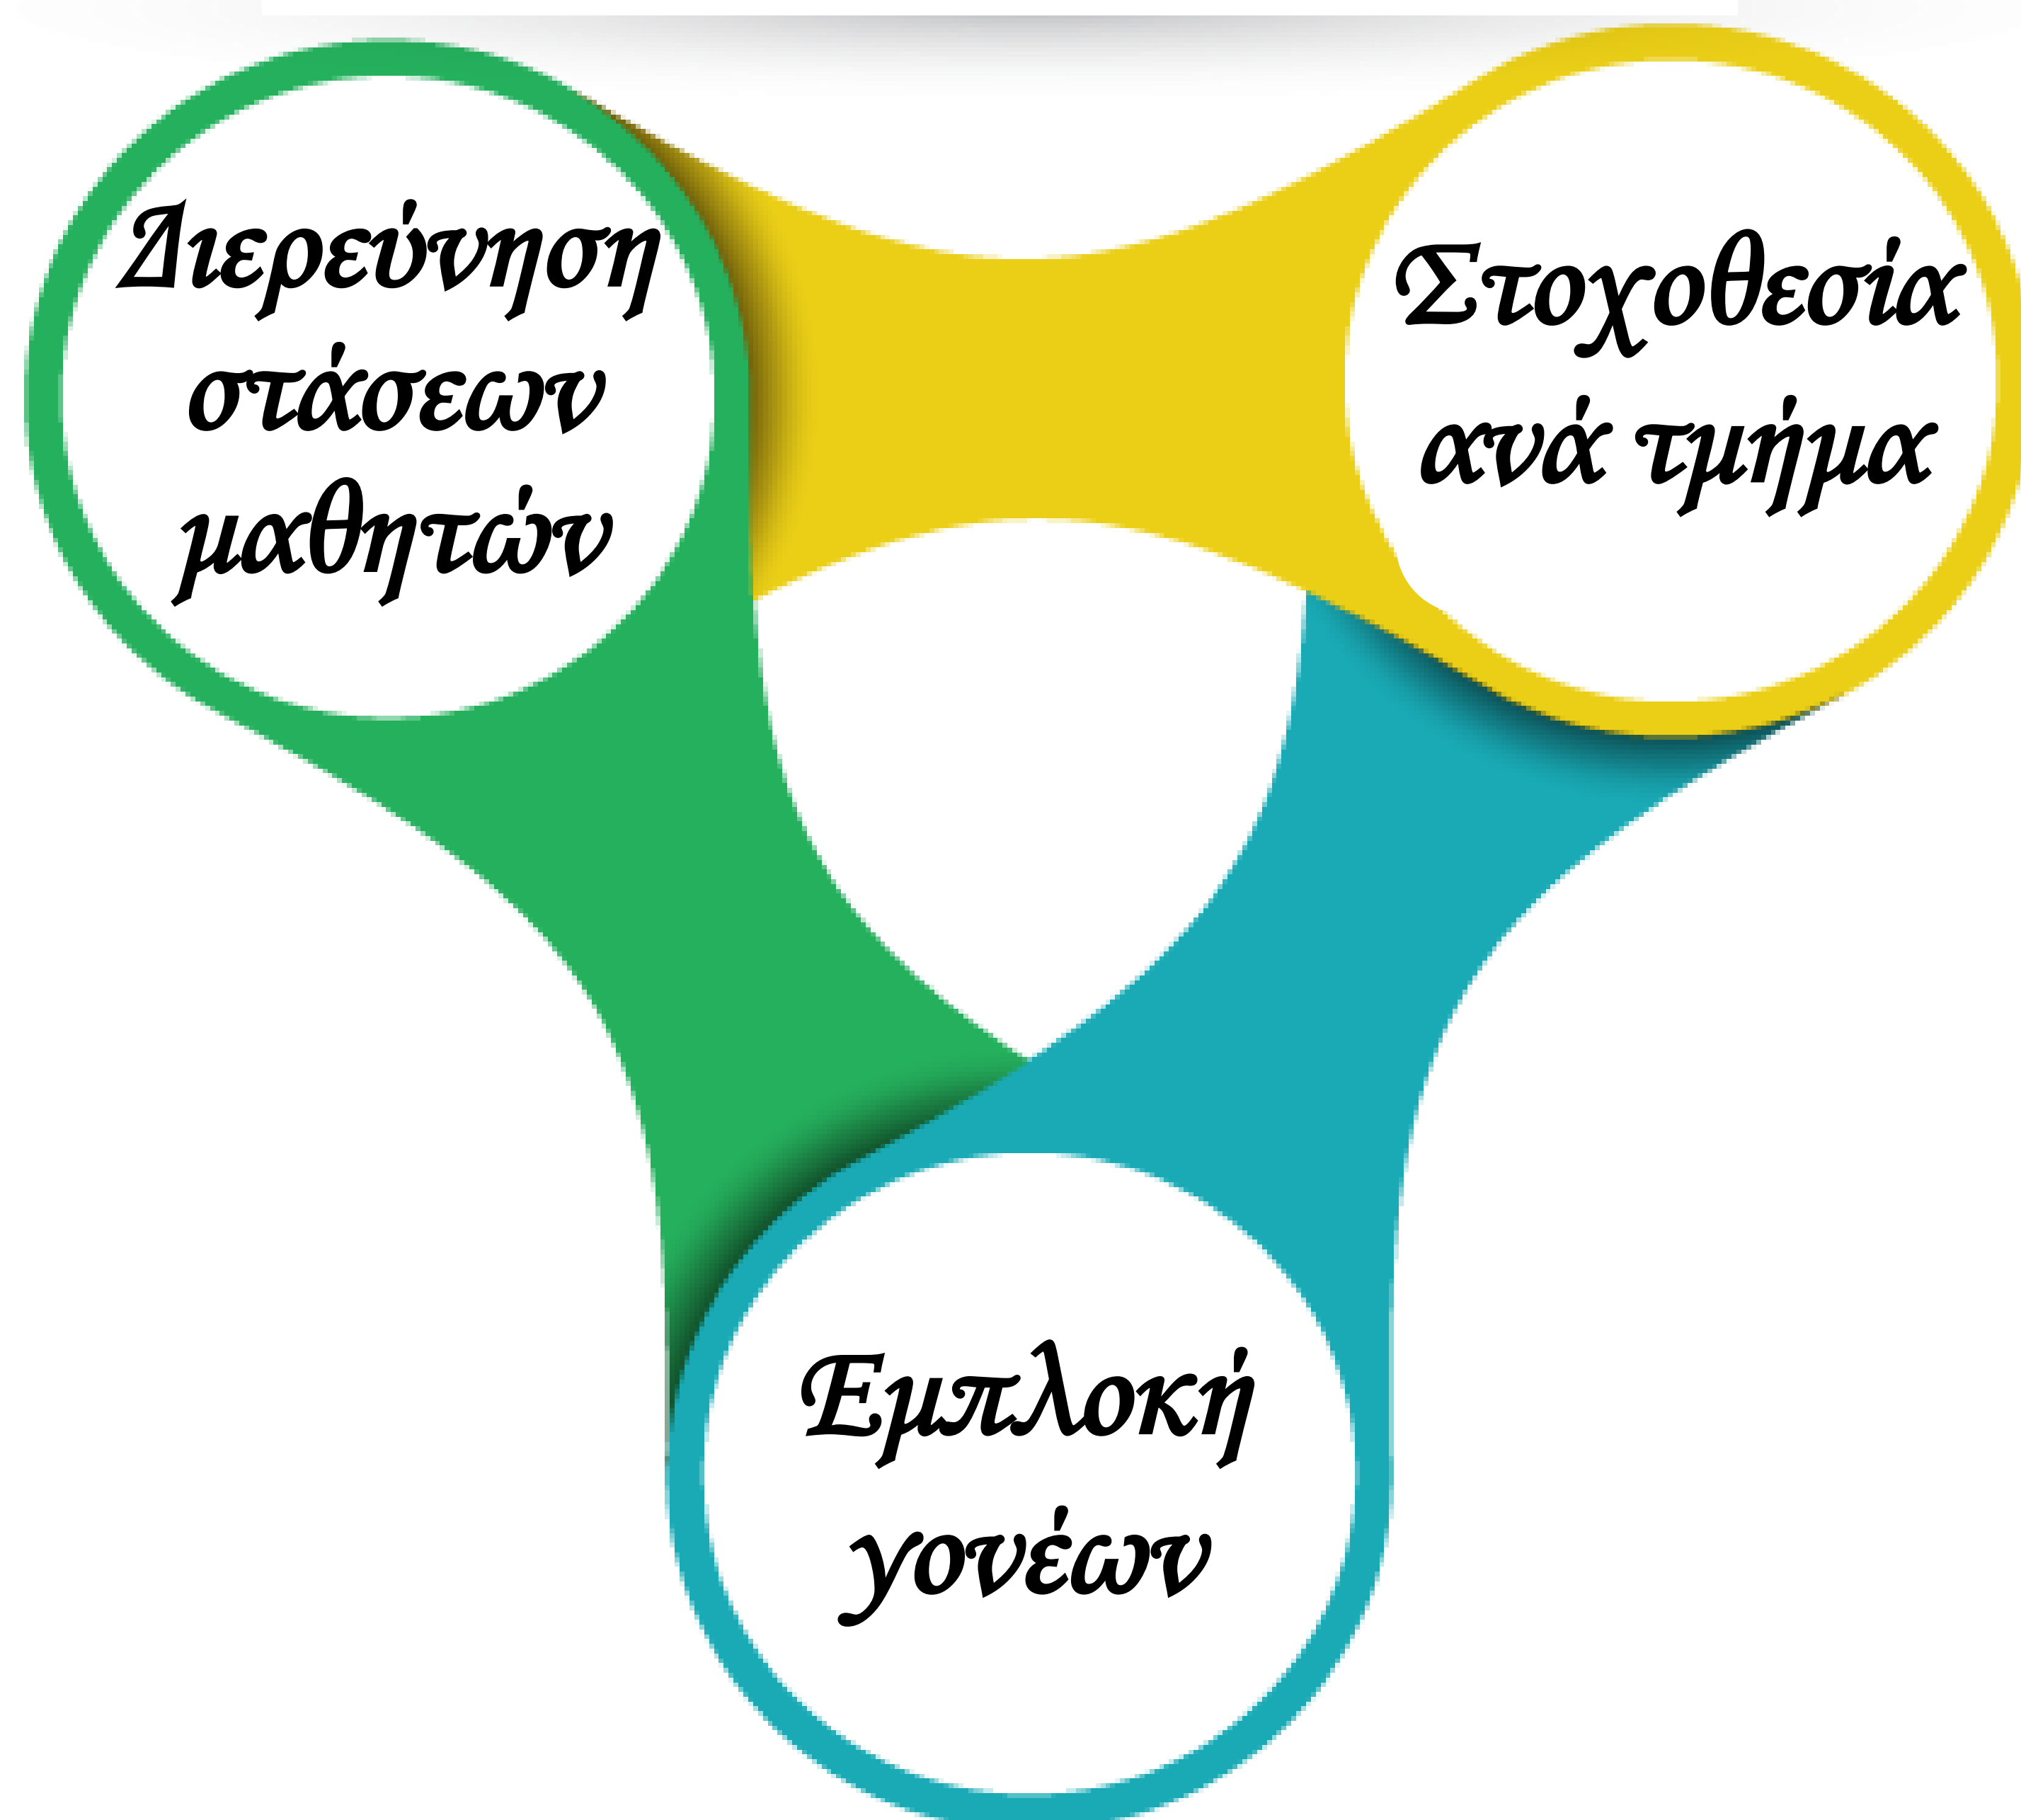 Διερεύνηση
στάσεων
μαθητών
Στοχοθεσία
ανά τμήμα
Εμπλοκή
γονέων